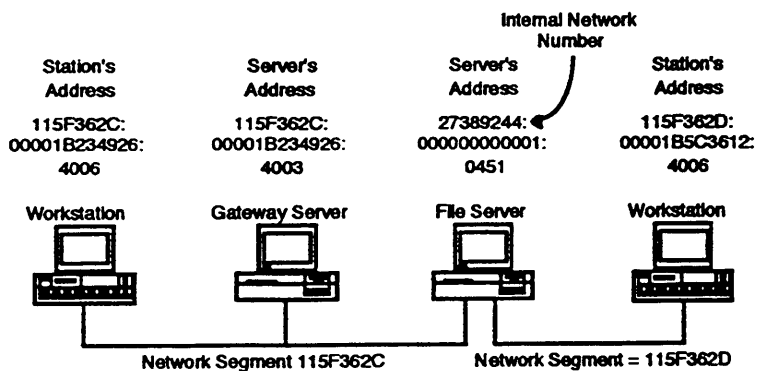 Internal Network
Number
Station's
Address
Server's
Address
Server's
Address
Station's
Address
115F362C:
00001B234926:
4006
115F362C:
00001B234926:
4003
27389244:
000000000001:
0451
115F362D:
00001B5C3612:
4006
Workstation
Gateway Server
File Server
Workstation
Network Segment 115F362C
Network Segment = 115F362D